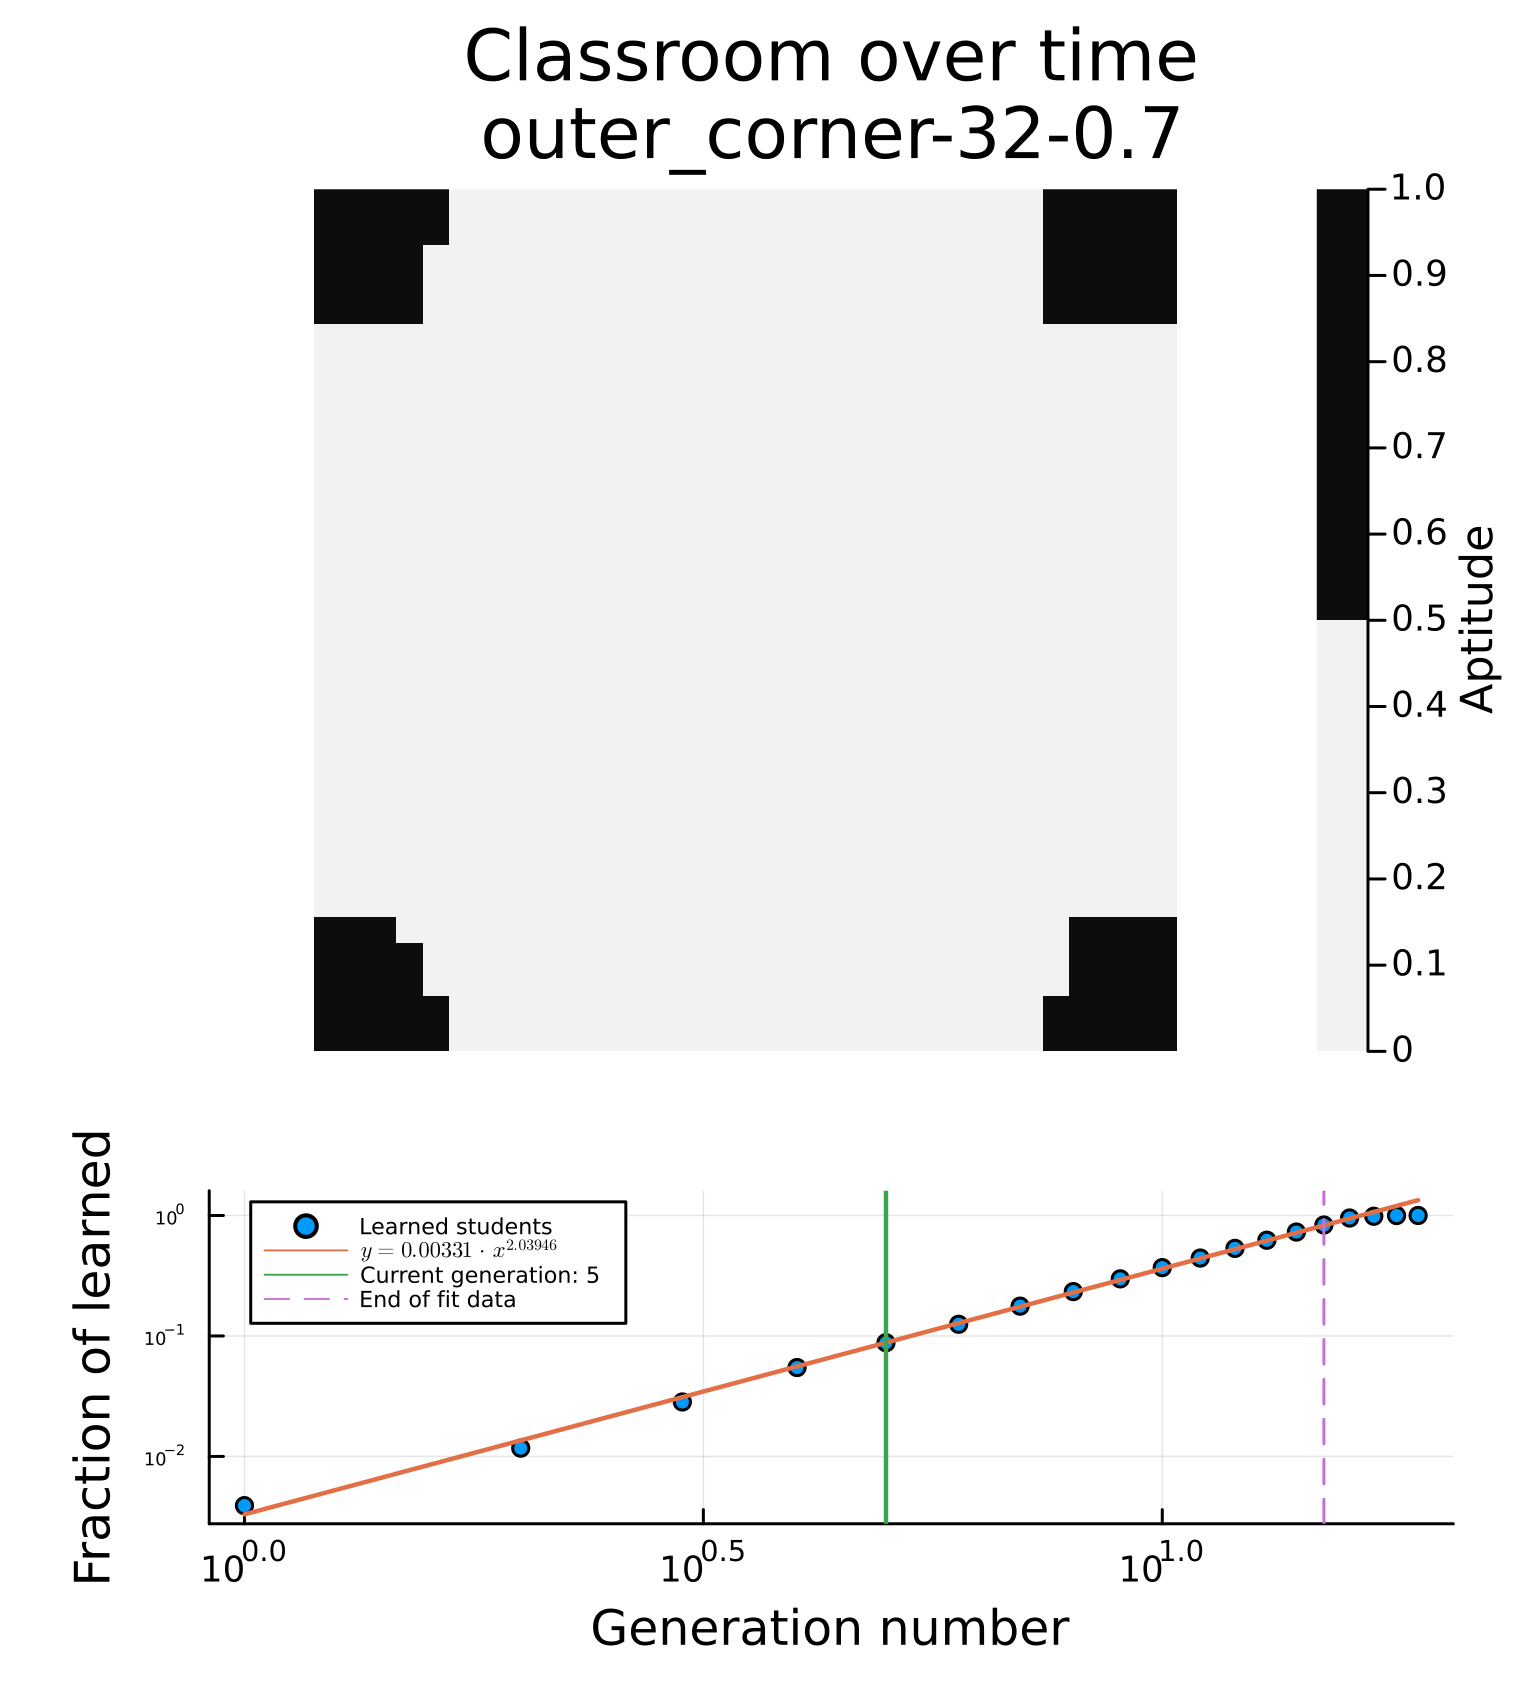 Classroom over time
outer_corner-32-0.7
1.0
0.9
0.8
0.7
0.6
0.5
0.4
0.3
0.2
0.1
0
Aptitude
Fraction of learned
10^0
10^−1
10^−2
Learned students
y = 0.00331 · x^2.03946
Current generation: 5
End of fit data
10^0.0
10^0.5
10^1.0
Generation number